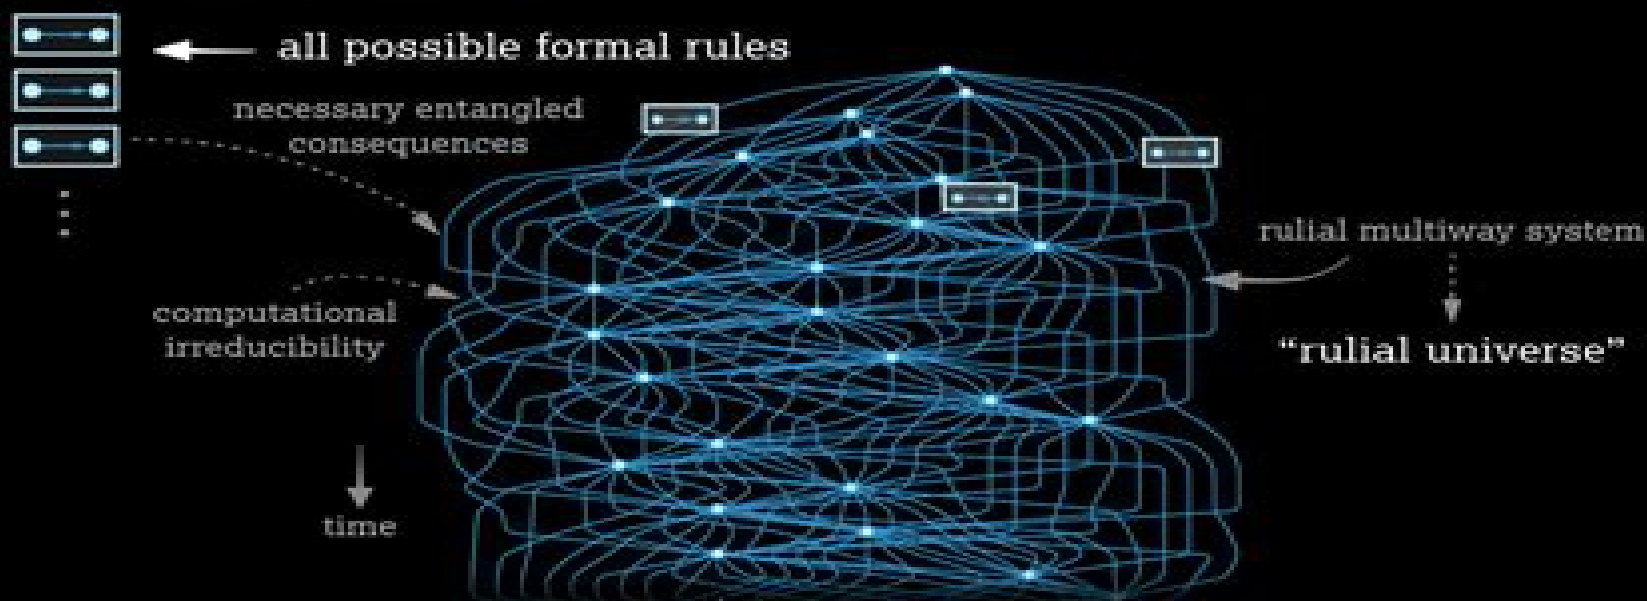 all possible formal rules
necessary entangled
consequences
rulial multiway system
computational
irreducibility
“rulial universe”
time